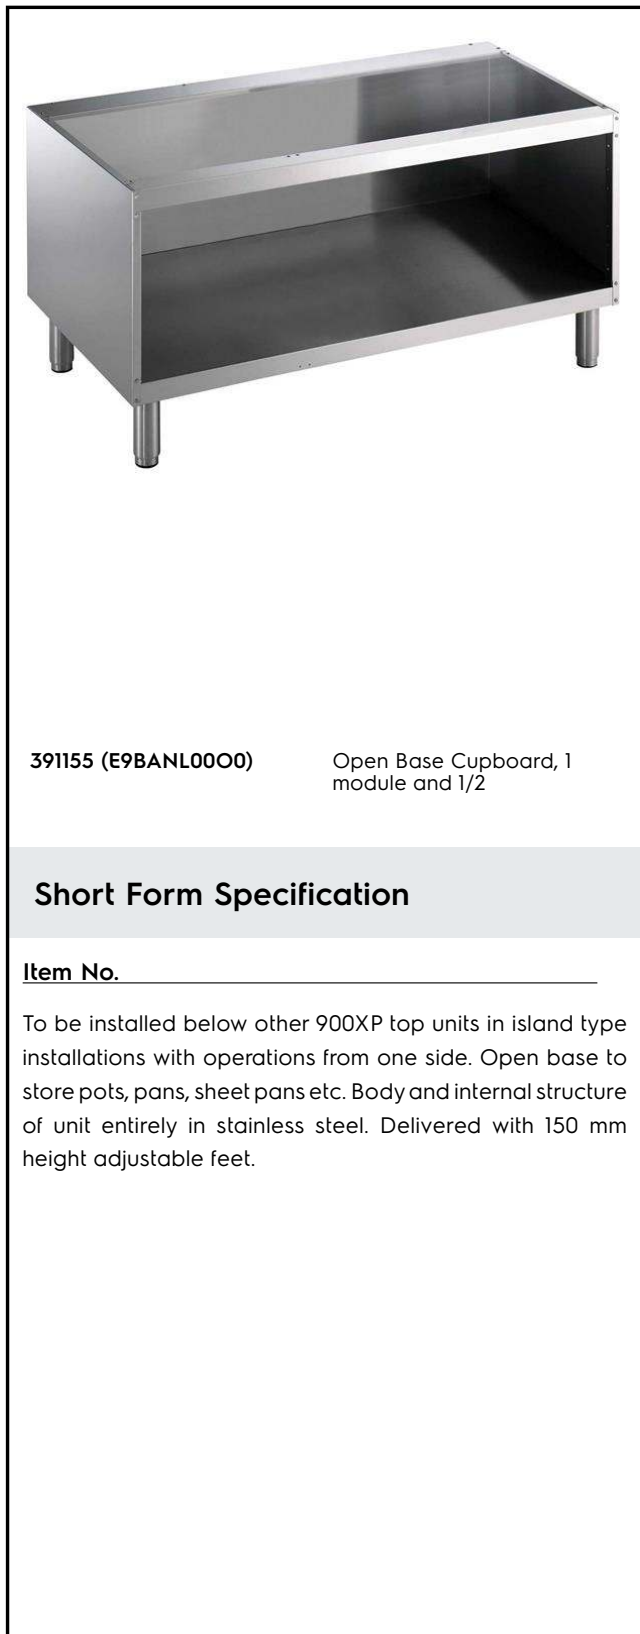 391155 (E9BANL00O0)
Open Base Cupboard, 1
module and 1/2
Short Form Specification
Item No.
To be installed below other 900XP top units in island type
installations with operations from one side. Open base to
store pots, pans, sheet pans etc. Body and internal structure
of unit entirely in stainless steel. Delivered with 150 mm
height adjustable feet.